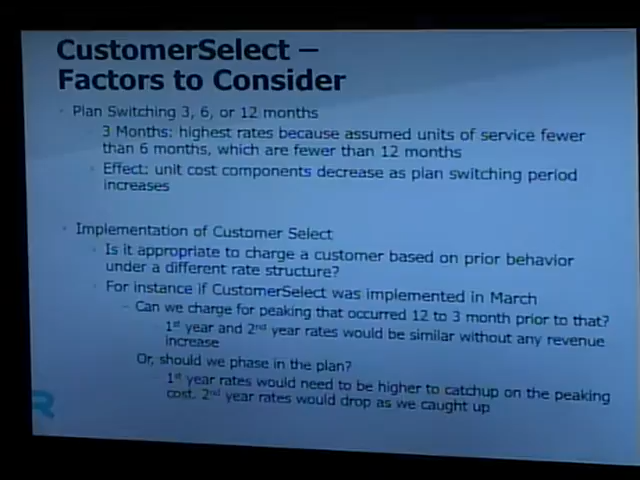 CustomerSelect –
Factors to Consider
Plan Switching 3, 6, or 12 months
3 Months: highest rates because assumed units of service fewer
than 6 months, which are fewer than 12 months
Effect: unit cost components decrease as plan switching period
increases
Implementation of Customer Select
Is it appropriate to charge a customer based on prior behavior
under a different rate structure?
For instance if CustomerSelect was implemented in March
– Can we charge for peaking that occurred 12 to 3 month prior to that?
1st year and 2nd year rates would be similar without any revenue
increase
Or, should we phase in the plan?
1st year rates would need to be higher to catchup on the peaking
cost. 2nd year rates would drop as we caught up
R